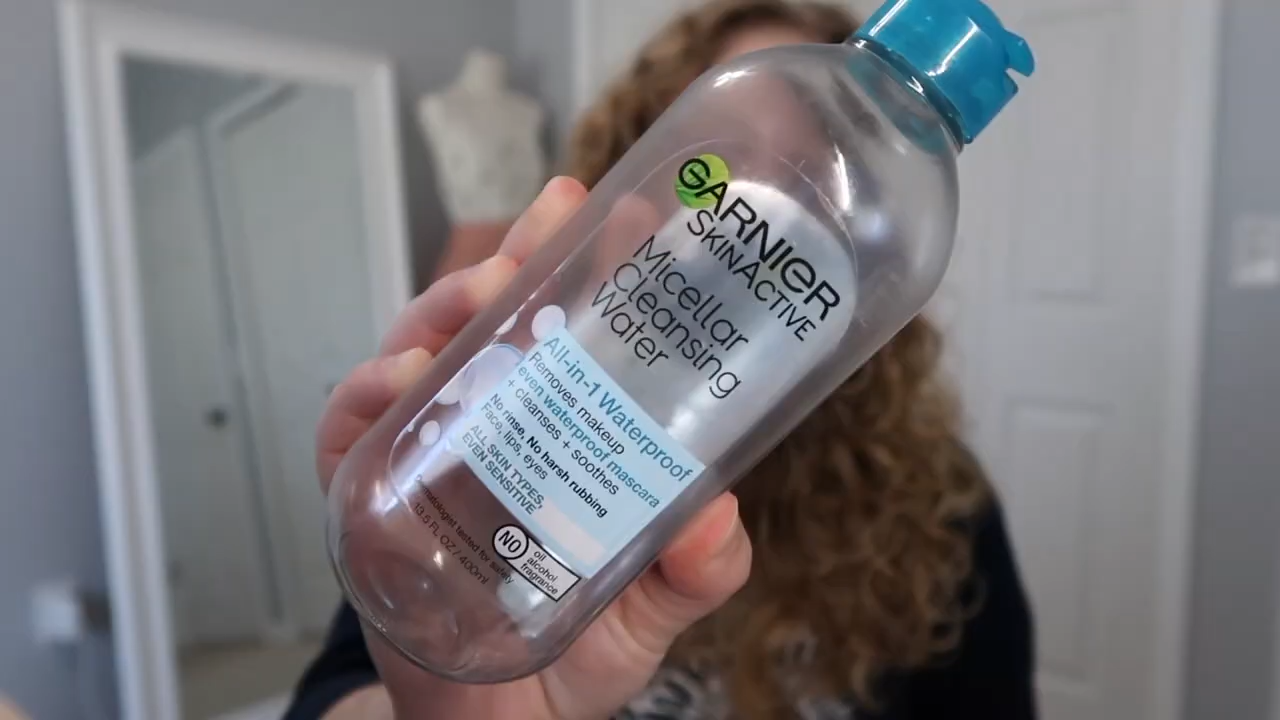 GARNIER
SKINACTIVE
Micellar
Cleansing
Water
All-in-1 Waterproof
Removes makeup
even waterproof mascara
+ cleanses + soothes
No rinse, No harsh rubbing
Face, lips, eyes
ALL SKIN TYPES,
EVEN SENSITIVE
Dermatologist tested for safety
13.5 FL OZ / 400ml
NO
oil
alcohol
fragrance